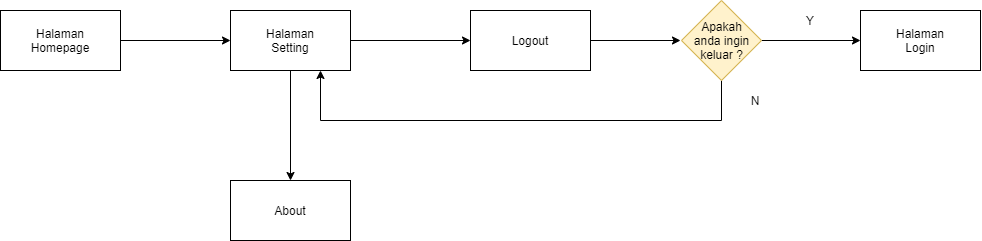 Halaman
Homepage
Halaman
Setting
Logout
Apakah
anda ingin
keluar ?
Y
Halaman
Login
N
About